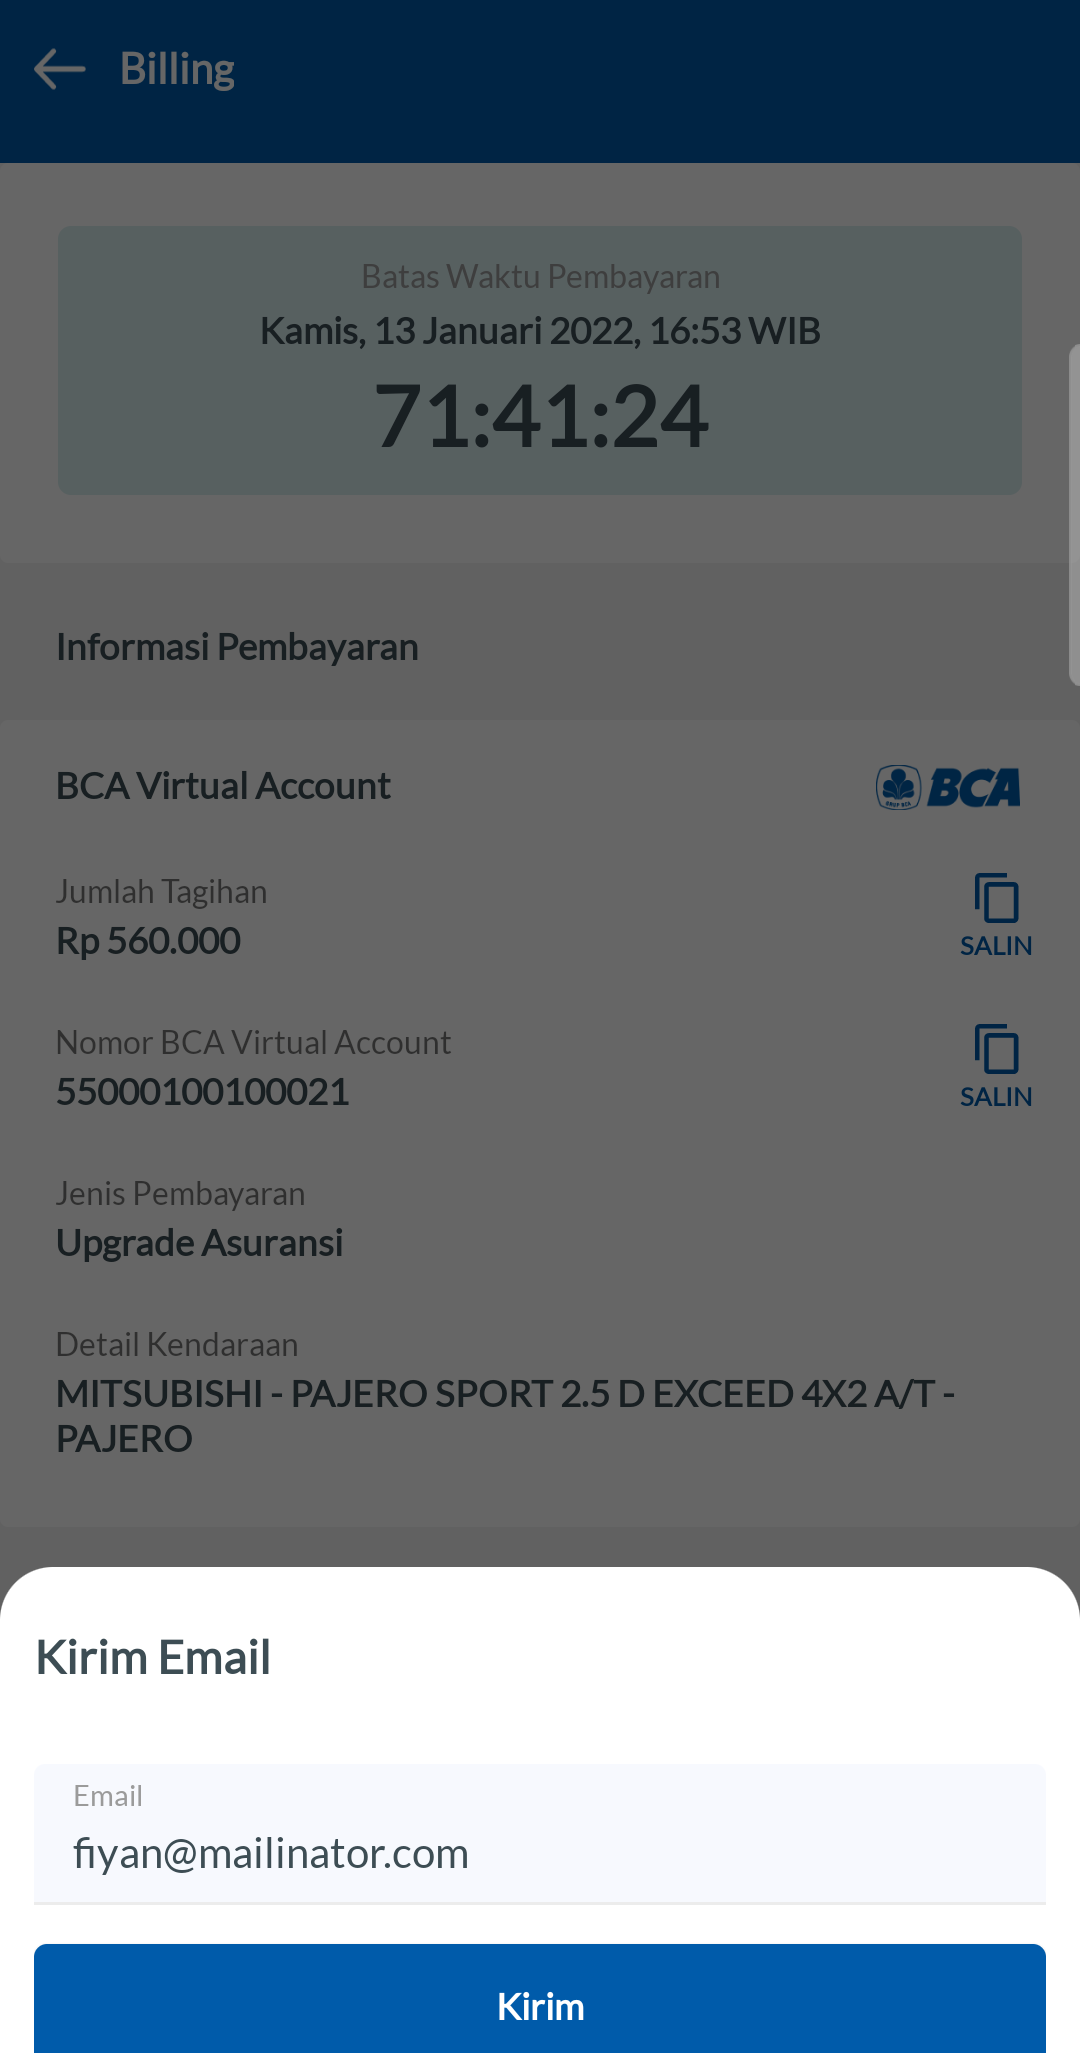 Billing
Batas Waktu Pembayaran
Kamis, 13 Januari 2022, 16:53 WIB
71:41:24
Informasi Pembayaran
BCA Virtual Account
BCA
Jumlah Tagihan
Rp 560.000
SALIN
Nomor BCA Virtual Account
55000100100021
SALIN
Jenis Pembayaran
Upgrade Asuransi
Detail Kendaraan
MITSUBISHI - PAJERO SPORT 2.5 D EXCEED 4X2 A/T -
PAJERO
Kirim Email
Email
fiyan@mailinator.com
Kirim